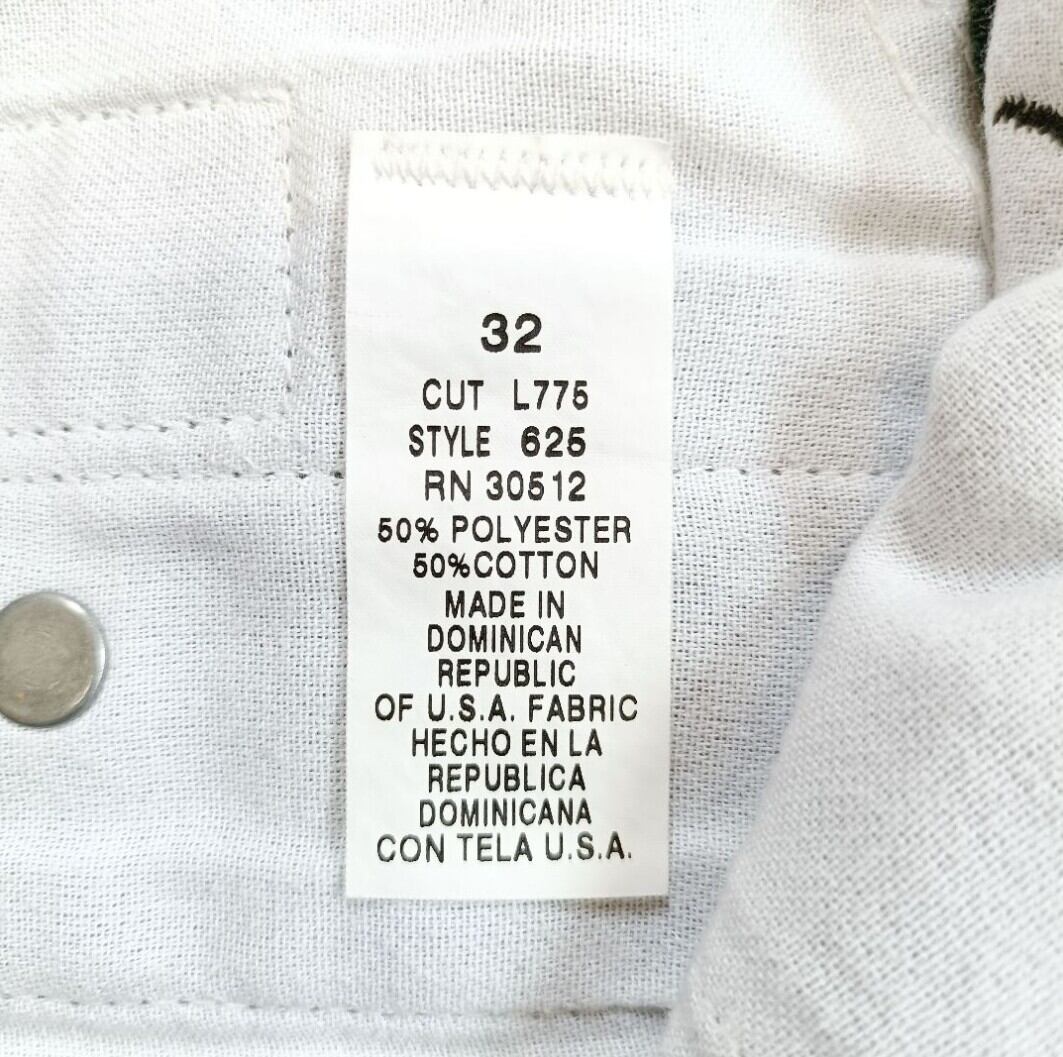 32
CUT L775
STYLE 625
RN 30512
50% POLYESTER
50%COTTON
MADE IN
DOMINICAN
REPUBLIC
OF U.S.A. FABRIC
HECHO EN LA
REPUBLICA
DOMINICANA
CON TELA U.S.A.